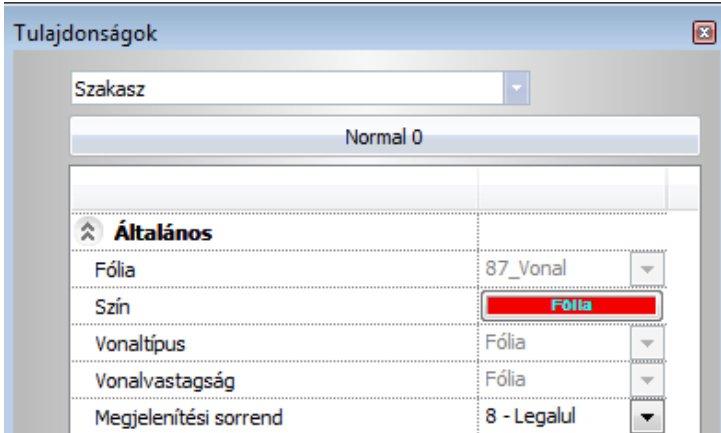 Tulajdonságok
Szakasz
Normal 0
Általános
Fólia 87_Vonal
Szín Fólia
Vonaltípus Fólia
Vonalvastagság Fólia
Megjelenítési sorrend 8 - Legalul